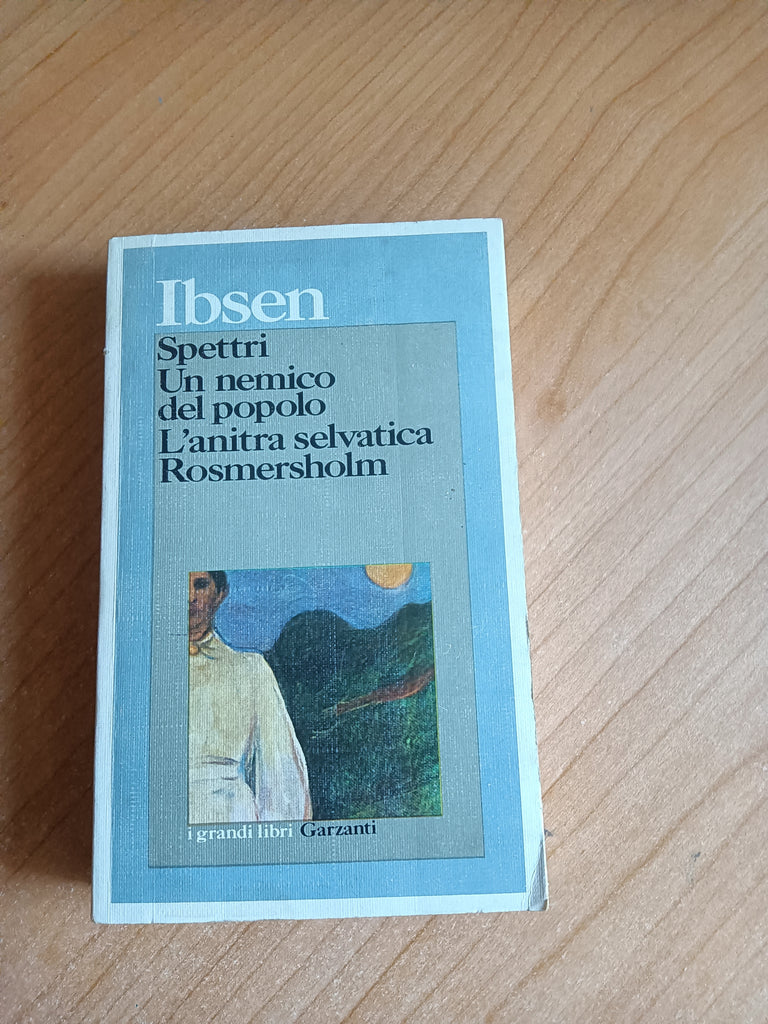 Ibsen
Spettri
Un nemico
del popolo
L'anitra selvatica
Rosmersholm
i grandi libri Garzanti